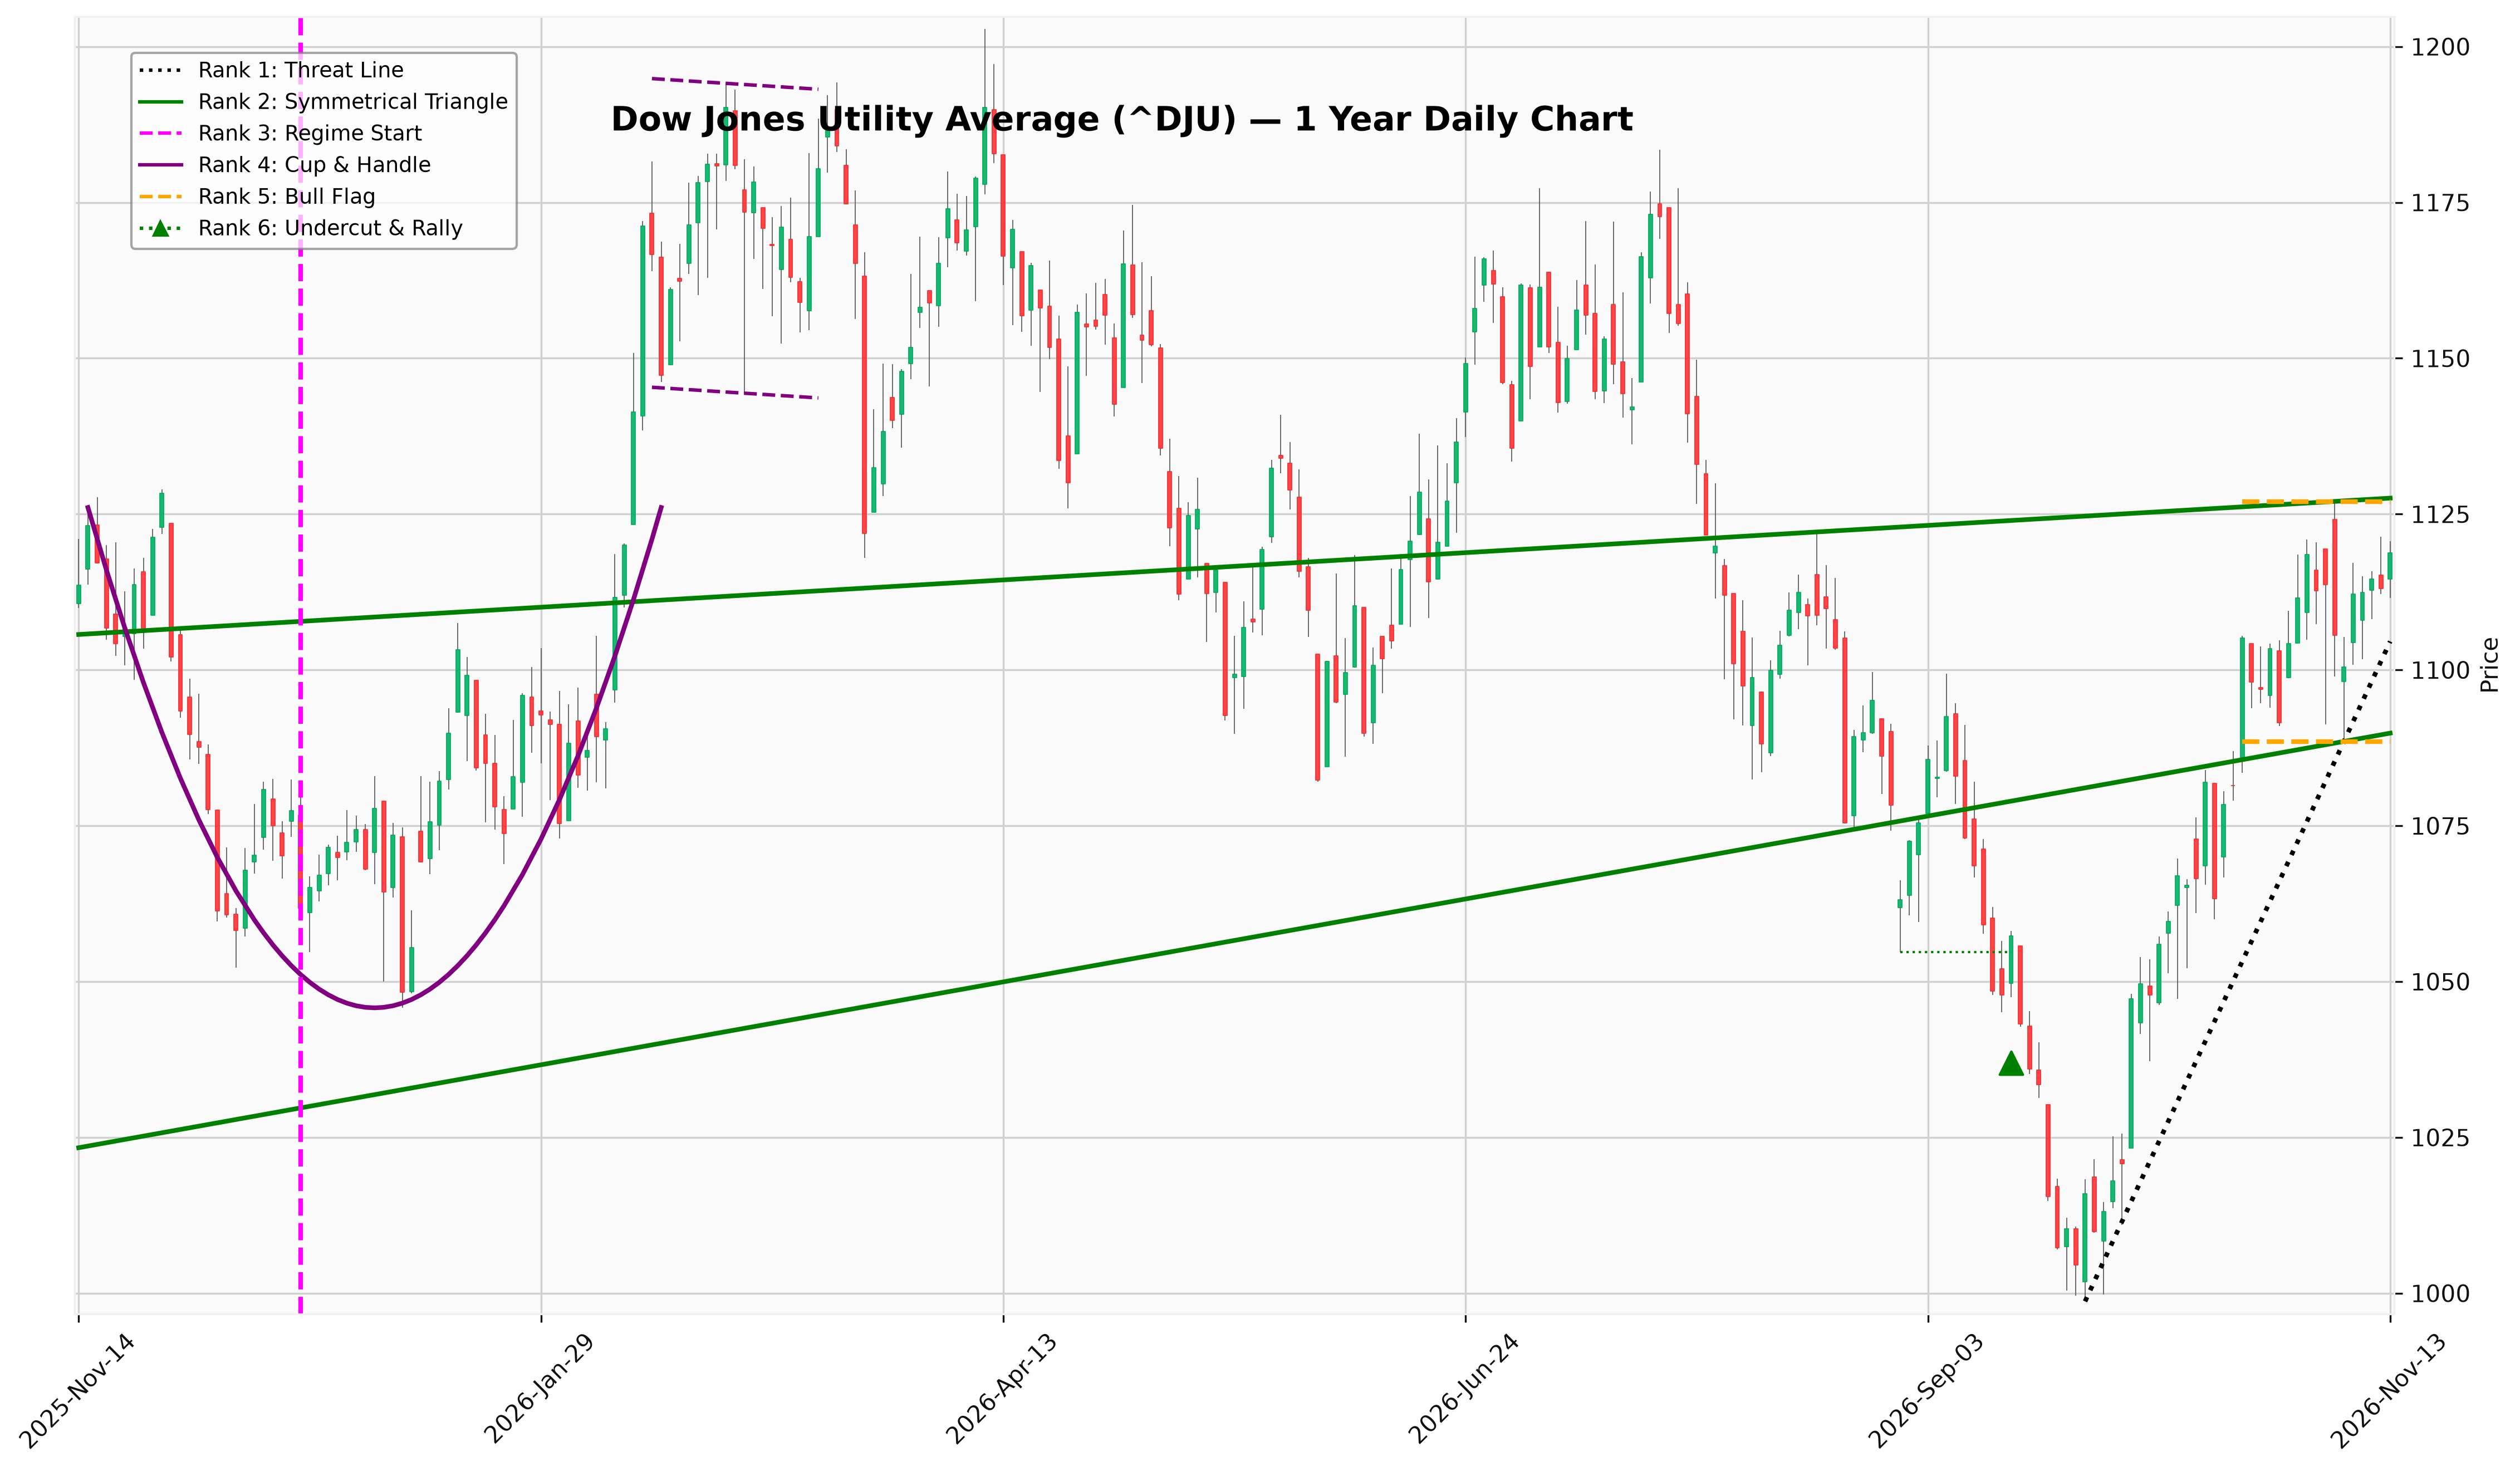 Dow Jones Utility Average (^DJU) — 1 Year Daily Chart
Rank 1: Threat Line
Rank 2: Symmetrical Triangle
Rank 3: Regime Start
Rank 4: Cup & Handle
Rank 5: Bull Flag
Rank 6: Undercut & Rally
1200
1175
1150
1125
1100
1075
1050
1025
1000
Price
2025-Nov-14
2026-Jan-29
2026-Apr-13
2026-Jun-24
2026-Sep-03
2026-Nov-13